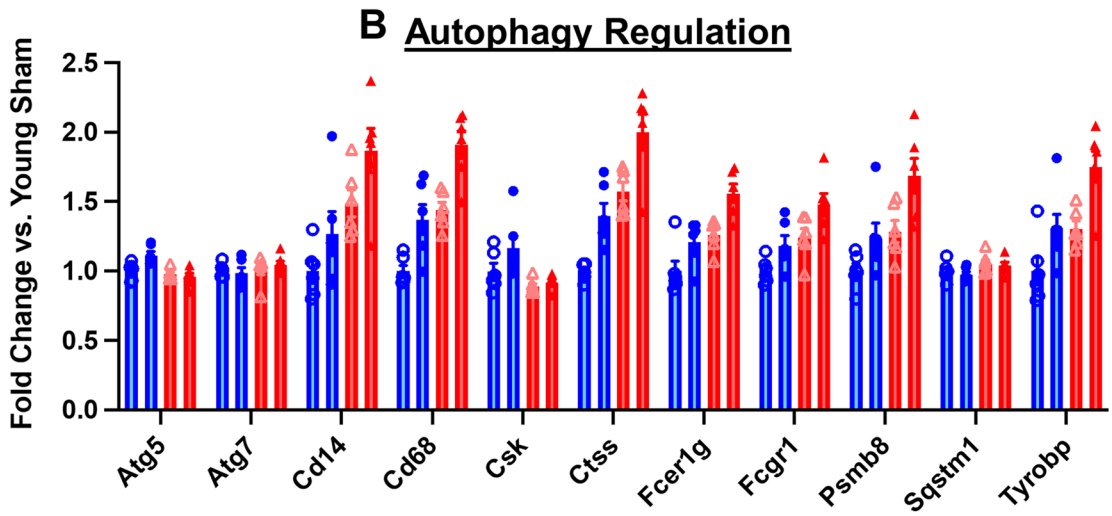 B Autophagy Regulation
Fold Change vs. Young Sham
2.5
2.0
1.5
1.0
0.5
0.0
Atg5
Atg7
Cd14
Cd68
Csk
Ctss
Fcer1g
Fcgr1
Psmb8
Sqstm1
Tyrobp